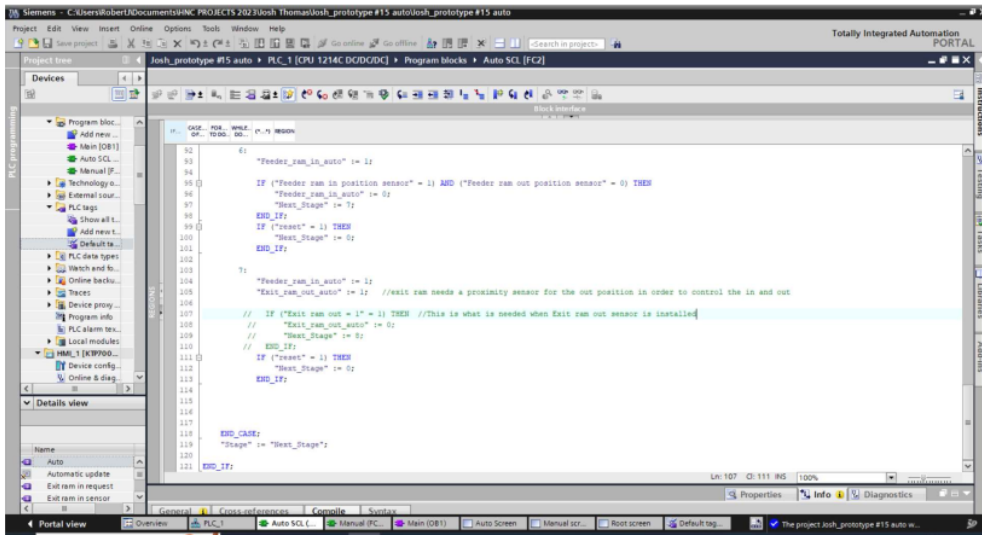 Siemens - C:\Users\RobertJ\Documents\HNC PROJECTS 2023\Josh Thomas\Josh_prototype #15 auto\Josh_prototype #15 auto
Project Edit View Insert Online Options Tools Window Help
Totally Integrated Automation
PORTAL
Save project Go online Go offline <Search in project>
Project tree
Josh_prototype #15 auto PLC_1 [CPU 1214C DC/DC/DC] Program blocks Auto SCL [FC2]
Devices
Block interface
PLC programming
Instructions
Testing
Tasks
Libraries
Add-ins
Program bloc...
Add new ...
Main [OB1]
Auto SCL ...
Manual [F...
Technology o...
External sour...
PLC tags
Show all t...
Add new t...
Default ta...
PLC data types
Watch and fo...
Online backu...
Traces
Device proxy ...
Program info
PLC alarm tex...
Local modules
HMI_1 [KTP700...
Device config...
Online & diag...
Details view
Name
Auto
Automatic update
Exit ram in request
Exit ram in sensor
IF... CASE... OF... FOR... TO DO... WHILE... DO... (*...*) REGION
92 6:
93 "Feeder_ram_in_auto" := 1;
94
95 IF ("Feeder ram in position sensor" = 1) AND ("Feeder ram out position sensor" = 0) THEN
96 "Feeder_ram_in_auto" := 0;
97 "Next_Stage" := 7;
98 END_IF;
99 IF ("reset" = 1) THEN
100 "Next_Stage" := 0;
101 END_IF;
102
103 7:
104 "Feeder_ram_in_auto" := 1;
105 "Exit_ram_out_auto" := 1; //exit ram needs a proximity sensor for the out position in order to control the in and out
106
107 // IF ("Exit ram out = 1" = 1) THEN //This is what is needed when Exit ram out sensor is installed
108 // "Exit_ram_out_auto" := 0;
109 // "Next_Stage" := 8;
110 // END_IF;
111 IF ("reset" = 1) THEN
112 "Next_Stage" := 0;
113 END_IF;
114
115
116
117
118 END_CASE;
119 "Stage" := "Next_Stage";
120
121 END_IF;
Ln: 107 Cl: 111 INS 100%
Properties Info Diagnostics
General Cross-references Compile Syntax
Portal view Overview PLC_1 Auto SCL (... Manual (FC... Main (OB1) Auto Screen Manual scr... Root screen Default tag... The project Josh_prototype #15 auto w...